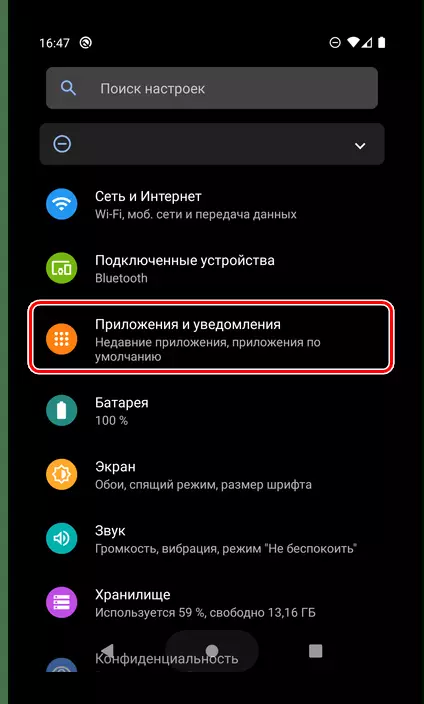 16:47
Поиск настроек
Сеть и Интернет
Wi-Fi, моб. сети и передача данных
Подключенные устройства
Bluetooth
Приложения и уведомления
Недавние приложения, приложения по
умолчанию
Батарея
100 %
Экран
Обои, спящий режим, размер шрифта
Звук
Громкость, вибрация, режим "Не беспокоить"
Хранилище
Используется 59 %, свободно 13,16 ГБ
Конфиденциальность